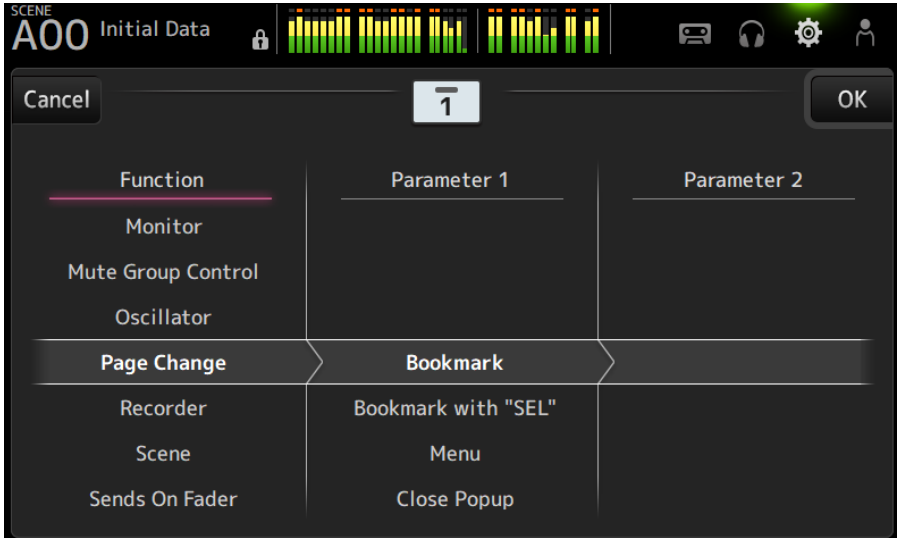 SCENE
A00 Initial Data
Cancel
1
OK
Function Parameter 1 Parameter 2
Monitor
Mute Group Control
Oscillator
Page Change Bookmark
Recorder Bookmark with "SEL"
Scene Menu
Sends On Fader Close Popup